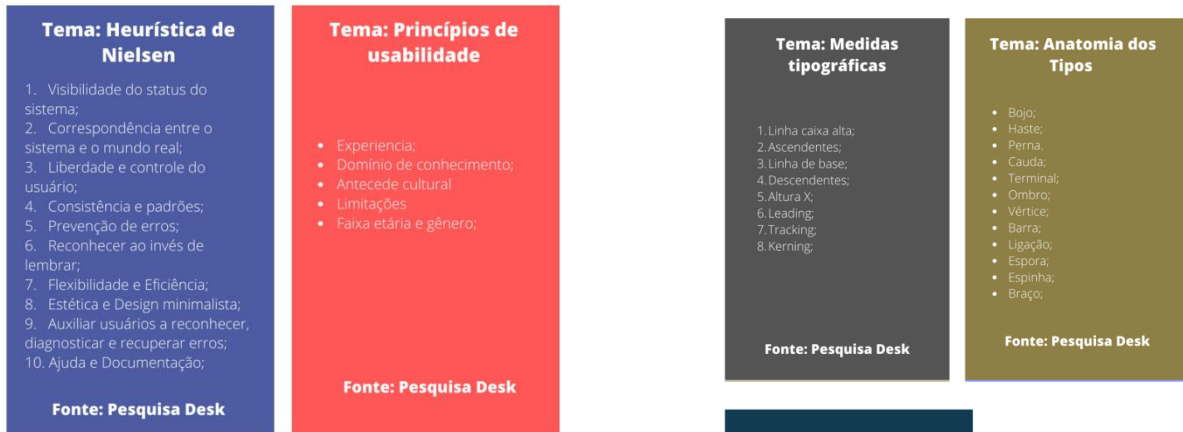 Tema: Heurística de
Nielsen
1. Visibilidade do status do
sistema;
2. Correspondência entre o
sistema e o mundo real;
3. Liberdade e controle do
usuário;
4. Consistência e padrões;
5. Prevenção de erros;
6. Reconhecer ao invés de
lembrar;
7. Flexibilidade e Eficiência;
8. Estética e Design minimalista;
9. Auxiliar usuários a reconhecer,
diagnosticar e recuperar erros;
10. Ajuda e Documentação;
Fonte: Pesquisa Desk
Tema: Princípios de
usabilidade
• Experiencia;
• Domínio de conhecimento;
• Antecede cultural
• Limitações
• Faixa etária e gênero;
Fonte: Pesquisa Desk
Tema: Medidas
tipográficas
1. Linha caixa alta;
2. Ascendentes;
3. Linha de base;
4. Descendentes;
5. Altura X;
6. Leading;
7. Tracking;
8. Kerning;
Fonte: Pesquisa Desk
Tema: Anatomia dos
Tipos
• Bojo;
• Haste;
• Perna.
• Cauda;
• Terminal;
• Ombro;
• Vértice;
• Barra;
• Ligação;
• Espora;
• Espinha;
• Braço;
Fonte: Pesquisa Desk